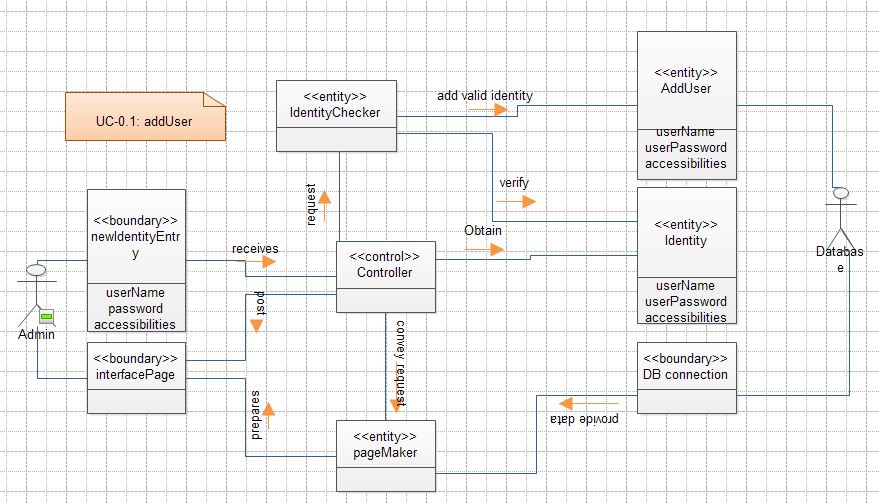 UC-0.1: addUser
<<entity>>
IdentityChecker
add valid identity
<<entity>>
AddUser
userName
userPassword
accessibilities
verify
request
<<boundary>>
newIdentityEntr
y
userName
password
accessibilities
receives
<<control>>
Controller
Obtain
<<entity>>
Identity
userName
userPassword
accessibilities
Databas
e
Admin
post
<<boundary>>
interfacePage
convey request
<<boundary>>
DB connection
prepares
provide data
<<entity>>
pageMaker